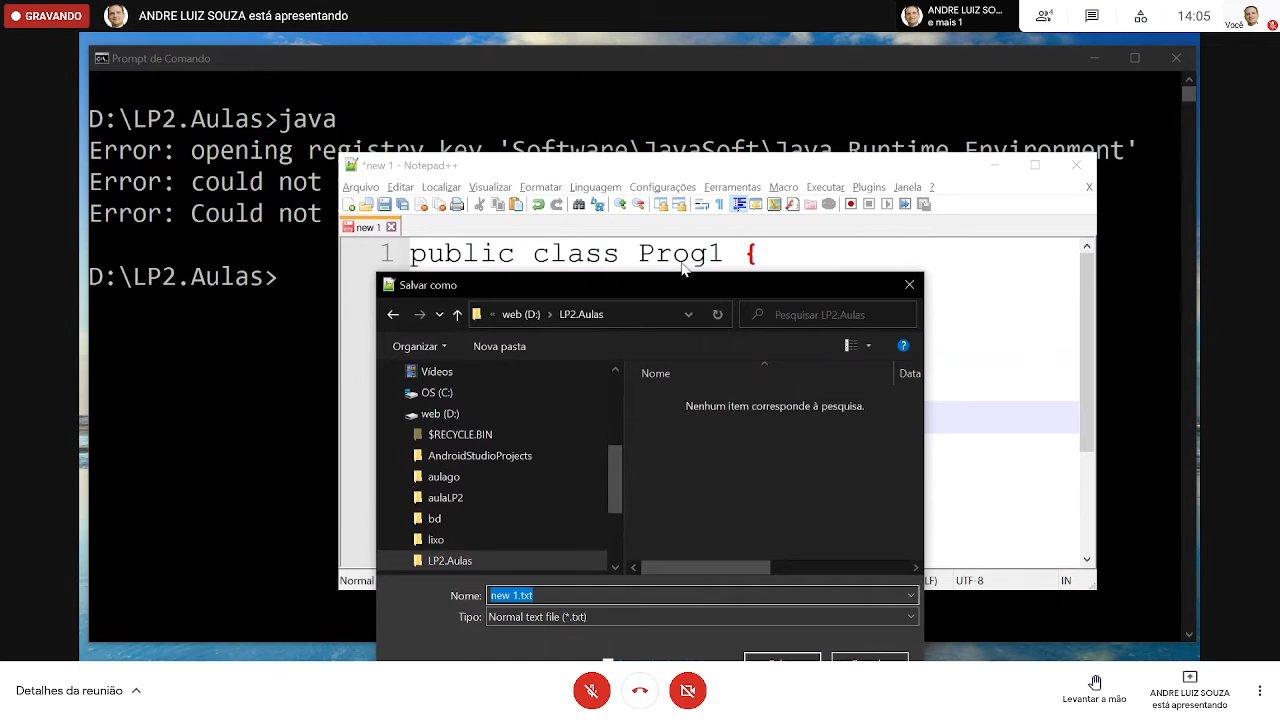 GRAVANDO
ANDRE LUIZ SOUZA está apresentando
ANDRE LUIZ SO...
e mais 1
4
14:05
Você
Prompt de Comando
D:\LP2.Aulas>java
Error: opening registry key 'Software\JavaSoft\Java Runtime Environment'
Error: could not
Error: Could not
D:\LP2.Aulas>
*new 1 - Notepad++
Arquivo Editar Localizar Visualizar Formatar Linguagem Configurações Ferramentas Macro Executar Plugins Janela ? X
new 1
1 public class Prog1 {
Salvar como
« web (D:) > LP2.Aulas
Pesquisar LP2.Aulas
Organizar
Nova pasta
Vídeos
OS (C:)
web (D:)
$RECYCLE.BIN
AndroidStudioProjects
aulago
aulaLP2
bd
lixo
LP2.Aulas
Nome
Data
Nenhum item corresponde à pesquisa.
Nome: new 1.txt
Tipo: Normal text file (*.txt)
Normal
LF) UTF-8 IN
Detalhes da reunião
Levantar a mão
ANDRE LUIZ SOUZA
está apresentando